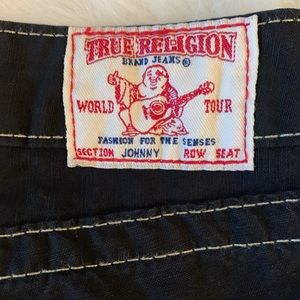 TRUE RELIGION
BRAND JEANS®
WORLD TOUR
FASHION FOR THE SENSES
SECTION JOHNNY ROW SEAT